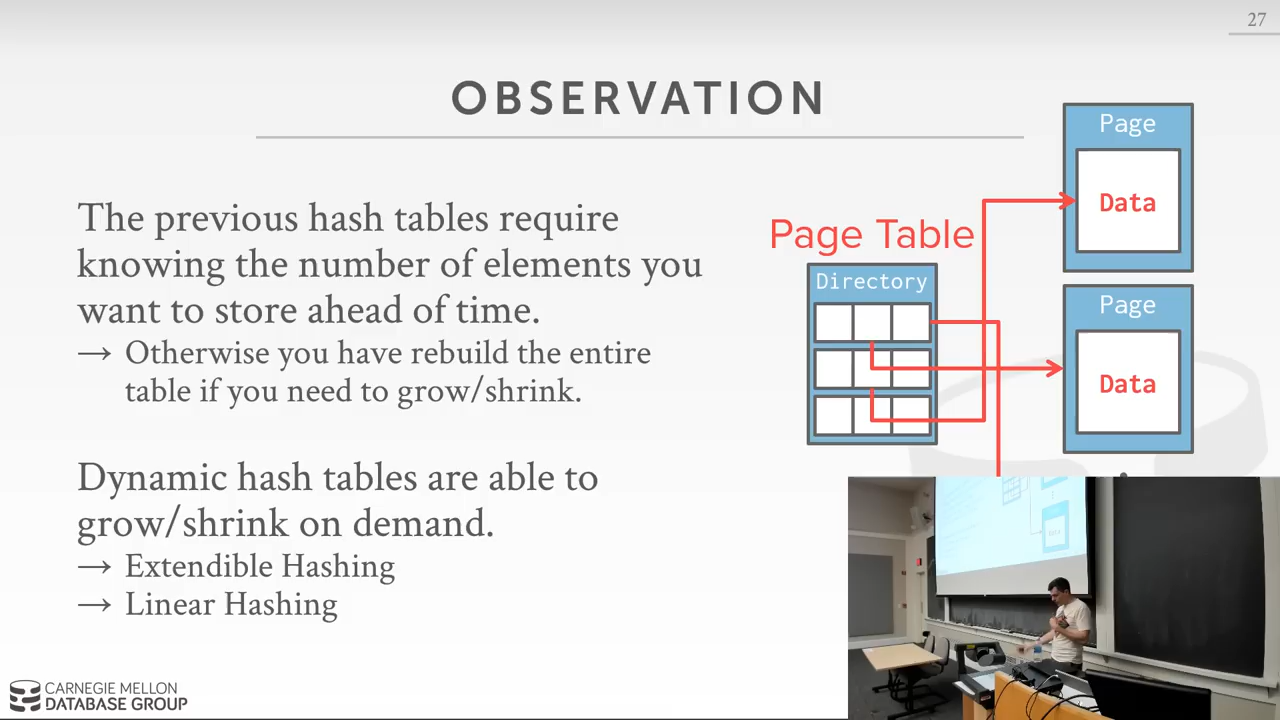 27
OBSERVATION
The previous hash tables require
knowing the number of elements you
want to store ahead of time.
→ Otherwise you have rebuild the entire
table if you need to grow/shrink.
Dynamic hash tables are able to
grow/shrink on demand.
→ Extendible Hashing
→ Linear Hashing
Page Table
Directory
Page
Data
Page
Data
CARNEGIE MELLON
DATABASE GROUP